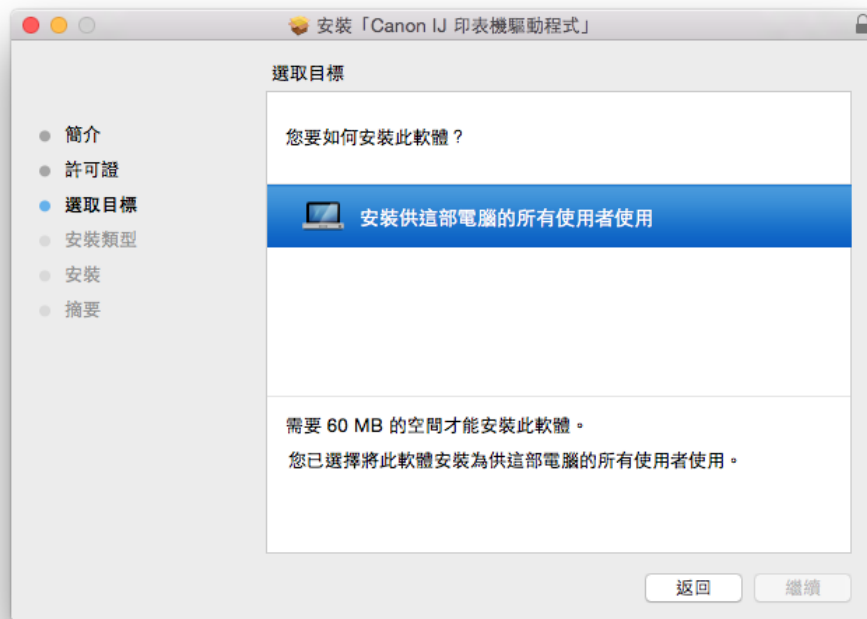 安裝「Canon IJ 印表機驅動程式」
選取目標
簡介
許可證
選取目標
安裝類型
安裝
摘要
您要如何安裝此軟體？
安裝供這部電腦的所有使用者使用
需要 60 MB 的空間才能安裝此軟體。
您已選擇將此軟體安裝為供這部電腦的所有使用者使用。
返回
繼續